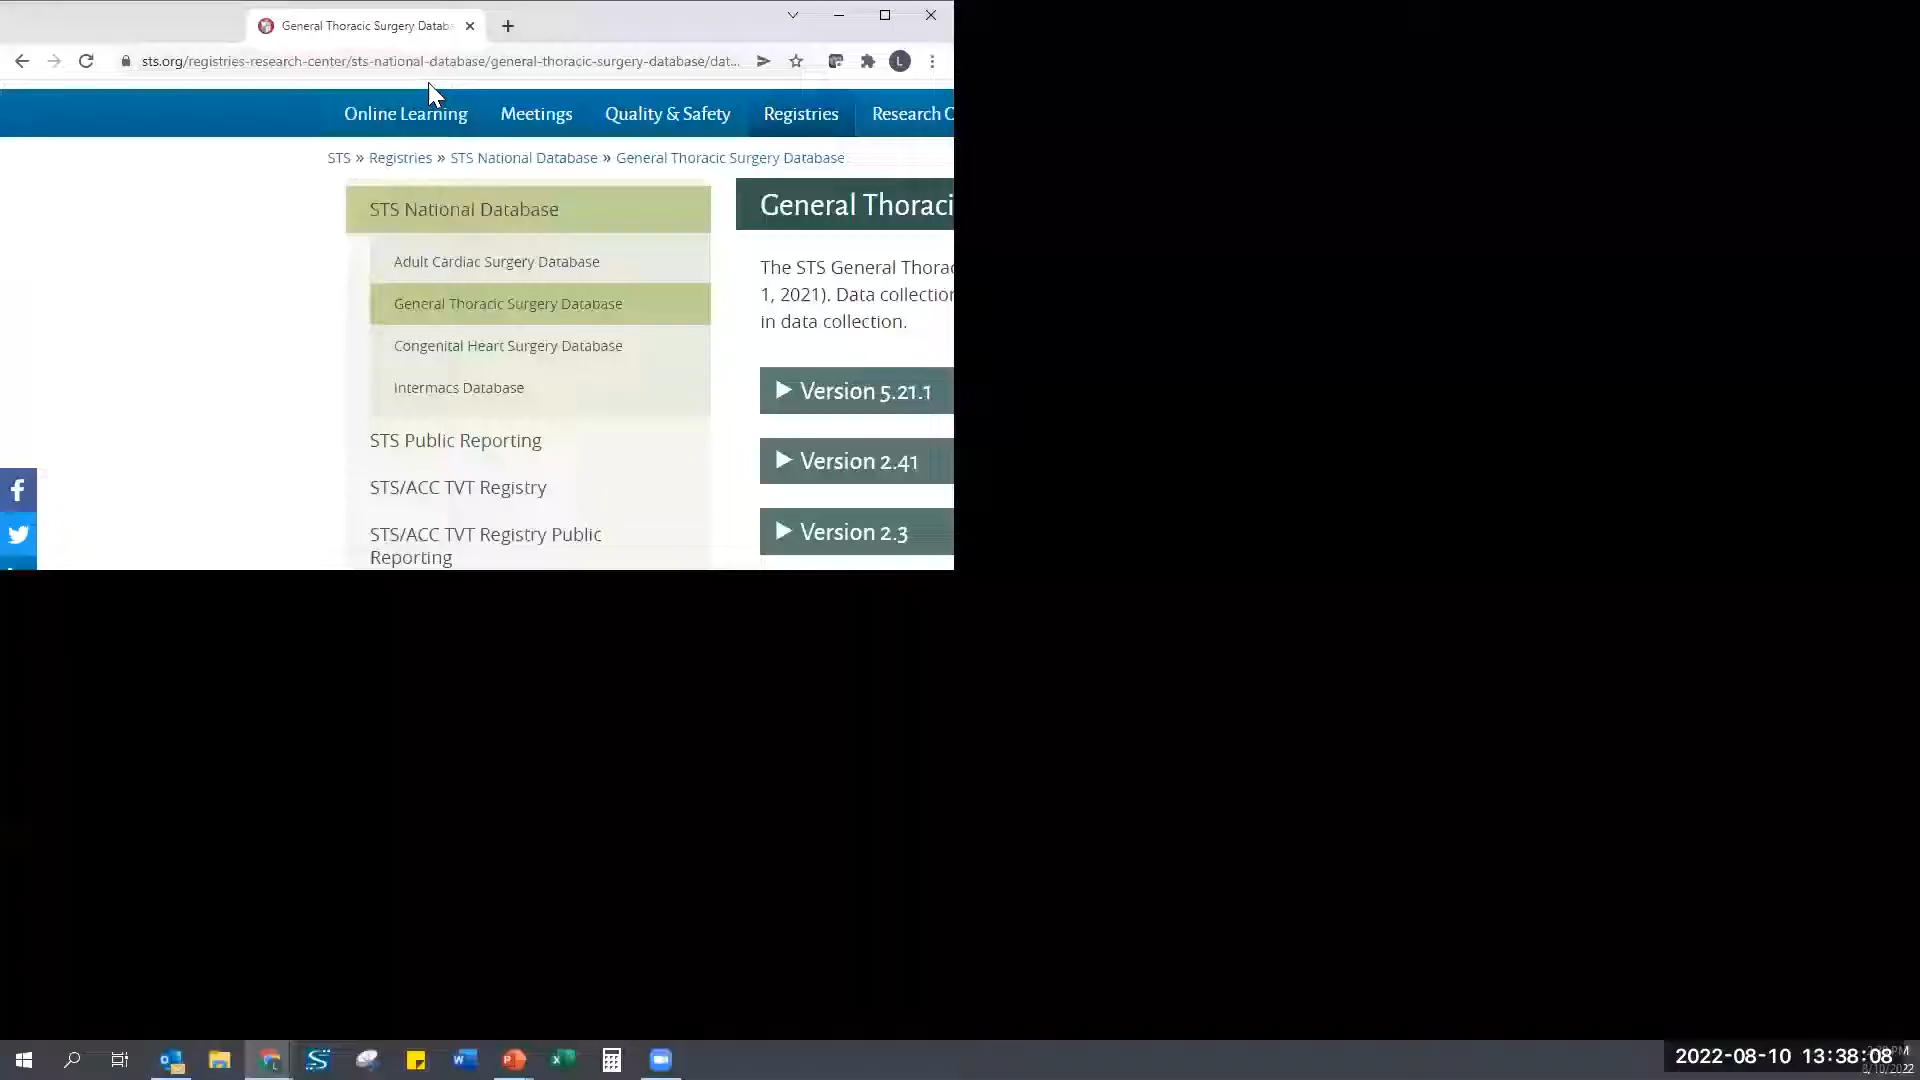 General Thoracic Surgery Datab
sts.org/registries-research-center/sts-national-database/general-thoracic-surgery-database/dat...
L
Online Learning Meetings Quality & Safety Registries Research C
STS » Registries » STS National Database » General Thoracic Surgery Database
STS National Database
Adult Cardiac Surgery Database
General Thoracic Surgery Database
Congenital Heart Surgery Database
Intermacs Database
STS Public Reporting
STS/ACC TVT Registry
STS/ACC TVT Registry Public
Reporting
General Thoraci
The STS General Thorac
1, 2021). Data collection
in data collection.
Version 5.21.1
Version 2.41
Version 2.3
2022-08-10 13:38:08